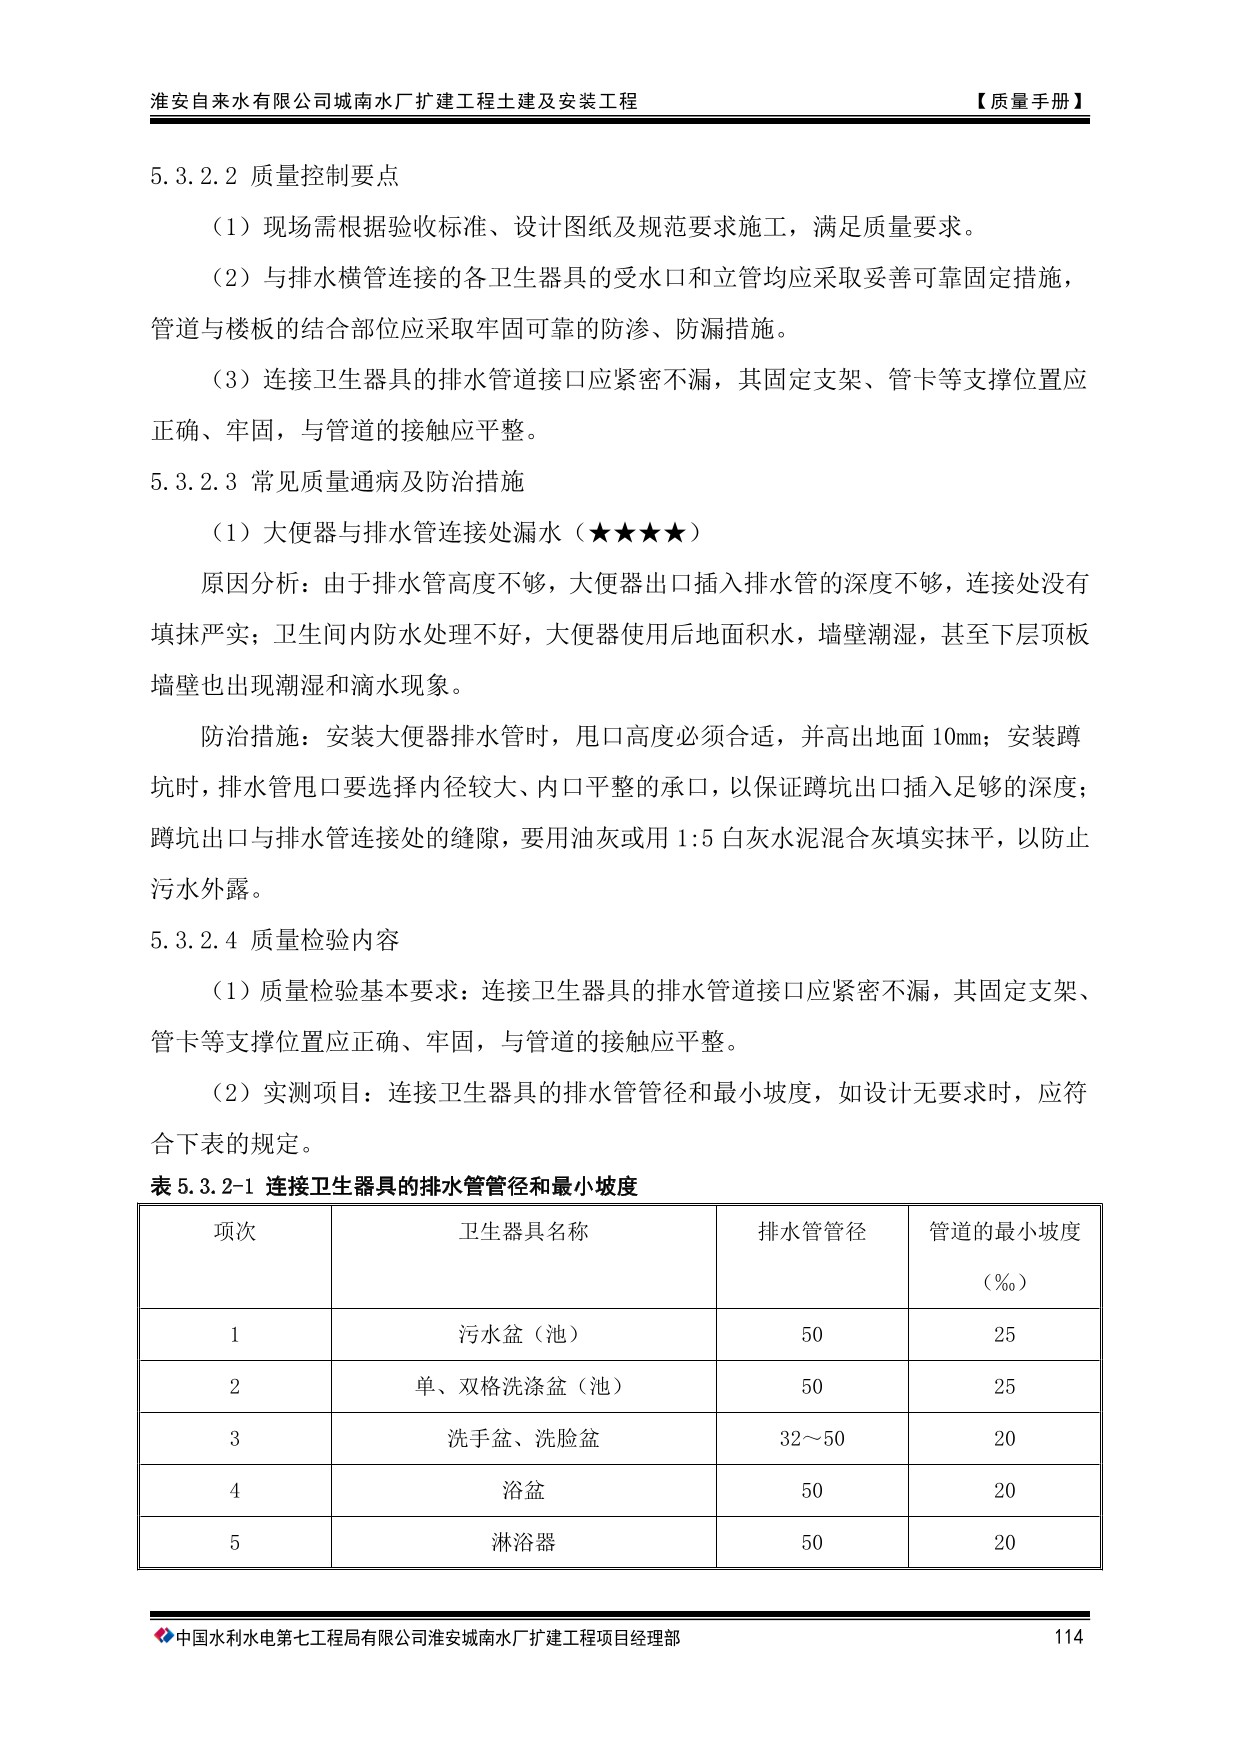 淮安自来水有限公司城南水厂扩建工程土建及安装工程 【质量手册】
5.3.2.2 质量控制要点
（1）现场需根据验收标准、设计图纸及规范要求施工，满足质量要求。
（2）与排水横管连接的各卫生器具的受水口和立管均应采取妥善可靠固定措施，
管道与楼板的结合部位应采取牢固可靠的防渗、防漏措施。
（3）连接卫生器具的排水管道接口应紧密不漏，其固定支架、管卡等支撑位置应
正确、牢固，与管道的接触应平整。
5.3.2.3 常见质量通病及防治措施
（1）大便器与排水管连接处漏水（★★★★）
原因分析：由于排水管高度不够，大便器出口插入排水管的深度不够，连接处没有
填抹严实；卫生间内防水处理不好，大便器使用后地面积水，墙壁潮湿，甚至下层顶板
墙壁也出现潮湿和滴水现象。
防治措施：安装大便器排水管时，甩口高度必须合适，并高出地面 10mm；安装蹲
坑时，排水管甩口要选择内径较大、内口平整的承口，以保证蹲坑出口插入足够的深度；
蹲坑出口与排水管连接处的缝隙，要用油灰或用 1:5 白灰水泥混合灰填实抹平，以防止
污水外露。
5.3.2.4 质量检验内容
（1）质量检验基本要求：连接卫生器具的排水管道接口应紧密不漏，其固定支架、
管卡等支撑位置应正确、牢固，与管道的接触应平整。
（2）实测项目：连接卫生器具的排水管管径和最小坡度，如设计无要求时，应符
合下表的规定。
表 5.3.2-1 连接卫生器具的排水管管径和最小坡度
项次 卫生器具名称 排水管管径 管道的最小坡度
（‰）
1 污水盆（池） 50 25
2 单、双格洗涤盆（池） 50 25
3 洗手盆、洗脸盆 32～50 20
4 浴盆 50 20
5 淋浴器 50 20
中国水利水电第七工程局有限公司淮安城南水厂扩建工程项目经理部 114